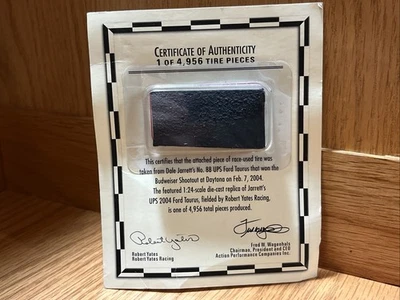 CERTIFICATE OF AUTHENTICITY
1 OF 4,956 TIRE PIECES
This certifies that the attached piece of race-used tire was
taken from Dale Jarrett's No. 88 UPS Ford Taurus that won the
Budweiser Shootout at Daytona on Feb. 7, 2004.
The featured 1:24-scale die-cast replica of Jarrett's
UPS 2004 Ford Taurus, fielded by Robert Yates Racing,
is one of 4,956 total pieces produced.
Robert Yates
Robert Yates
Robert Yates Racing
Fred W. Wagenhals
Chairman, President and CEO
Action Performance Companies Inc.